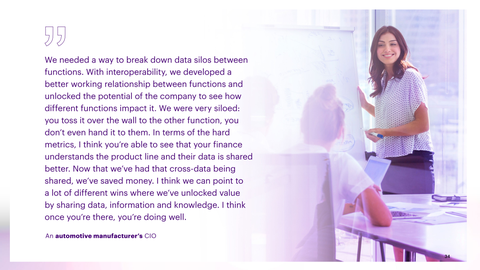 We needed a way to break down data silos between
functions. With interoperability, we developed a
better working relationship between functions and
unlocked the potential of the company to see how
different functions impact it. We were very siloed:
you toss it over the wall to the other function, you
don't even hand it to them. In terms of the hard
metrics, I think you're able to see that your finance
understands the product line and their data is shared
better. Now that we've had that cross-data being
shared, we've saved money. I think we can point to
a lot of different wins where we've unlocked value
by sharing data, information and knowledge. I think
once you're there, you're doing well.
An automotive manufacturer's CIO